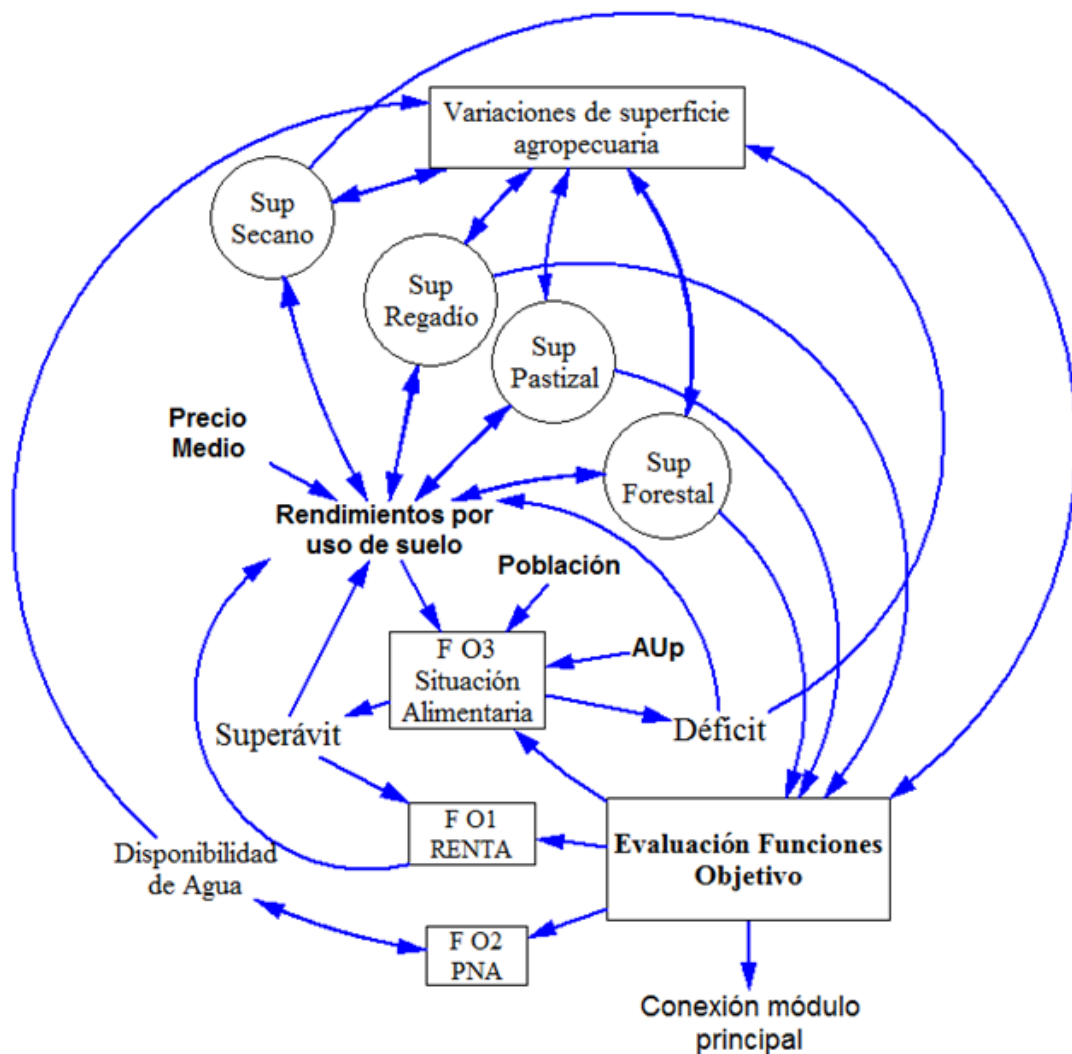 Variaciones de superficie
agropecuaria
Sup
Secano
Sup
Regadío
Sup
Pastizal
Sup
Forestal
Precio
Medio
Rendimientos por
uso de suelo
Población
F O3
Situación
Alimentaria
AUp
Superávit
Déficit
F O1
RENTA
Evaluación Funciones
Objetivo
Disponibilidad
de Agua
F O2
PNA
Conexión módulo
principal